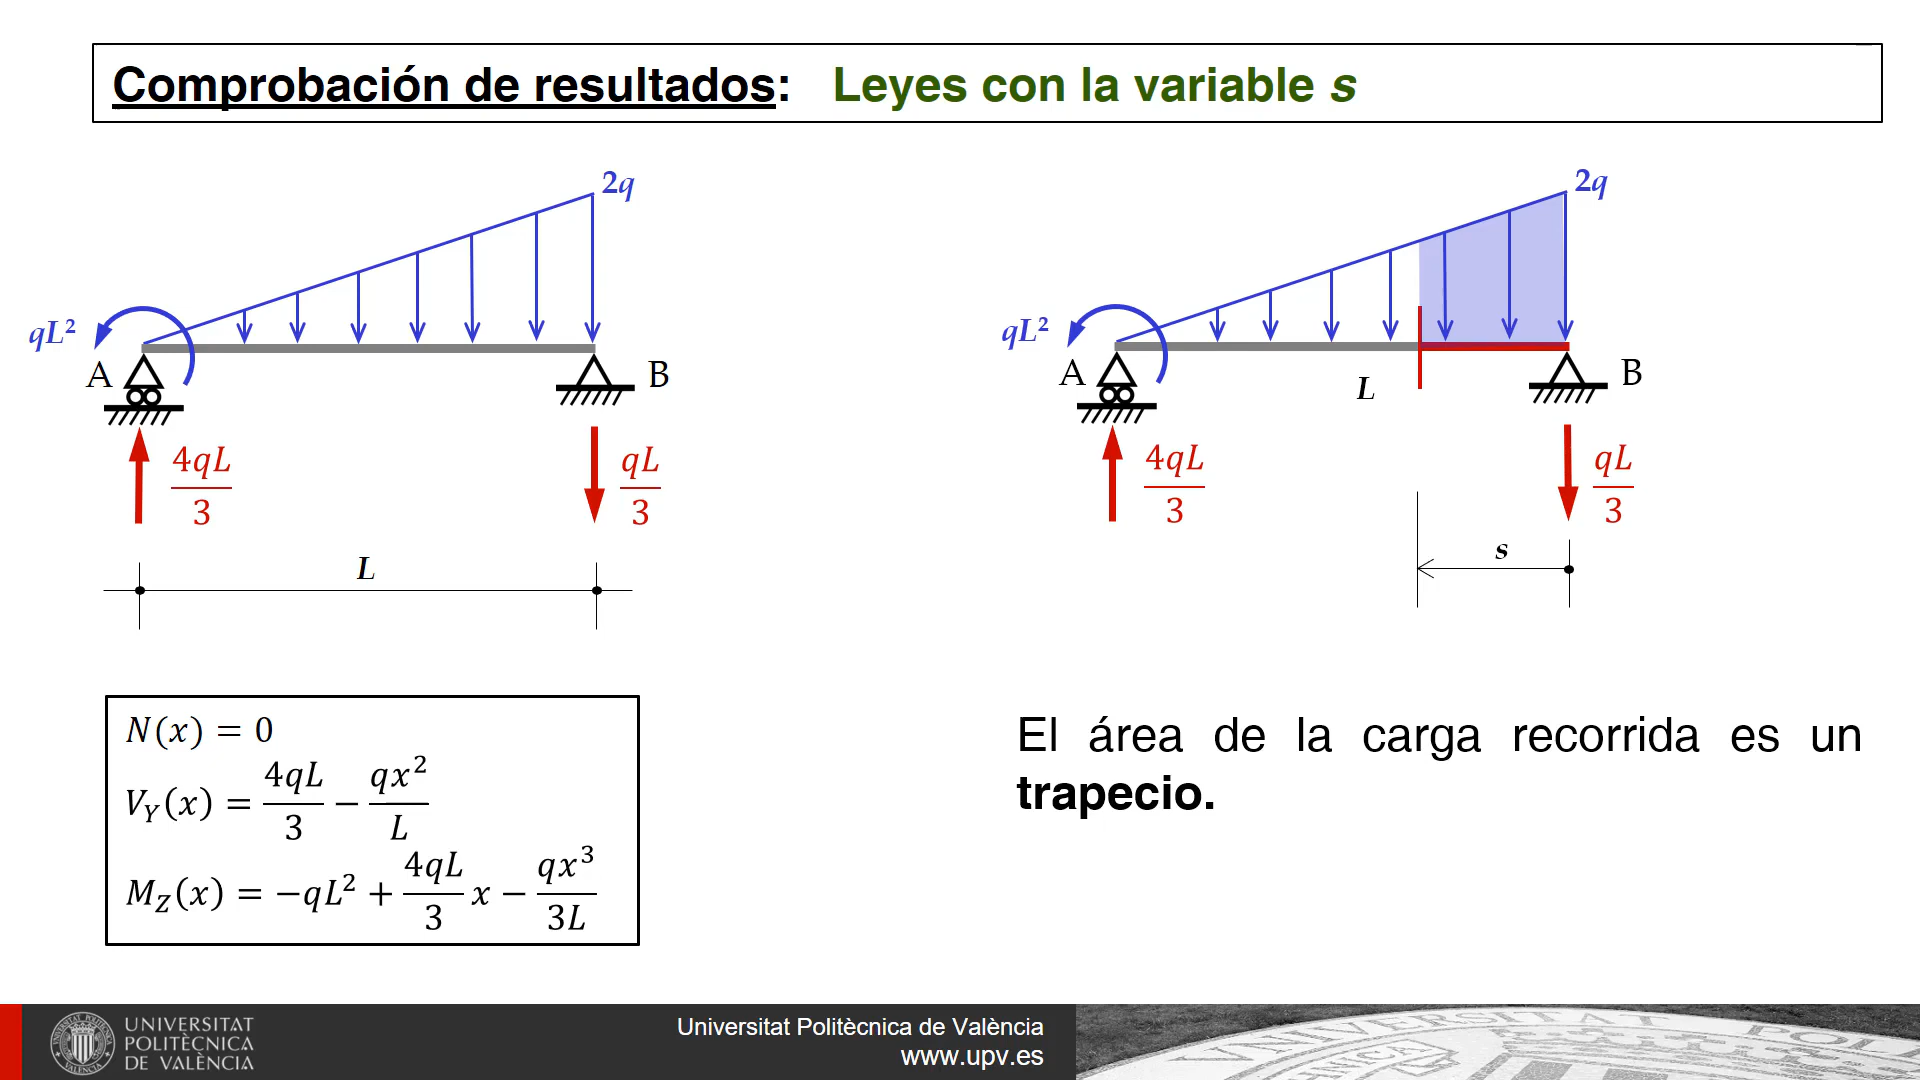 Comprobación de resultados: Leyes con la variable s
2q
qL²
A
B
4qL/3
qL/3
L
2q
qL²
A
B
L
4qL/3
qL/3
s
N(x) = 0
V_Y(x) = 4qL/3 − qx²/L
M_Z(x) = −qL² + 4qL/3 x − qx³/3L
El área de la carga recorrida es un
trapecio.
UNIVERSITAT
POLITÈCNICA
DE VALÈNCIA
Universitat Politècnica de València
www.upv.es